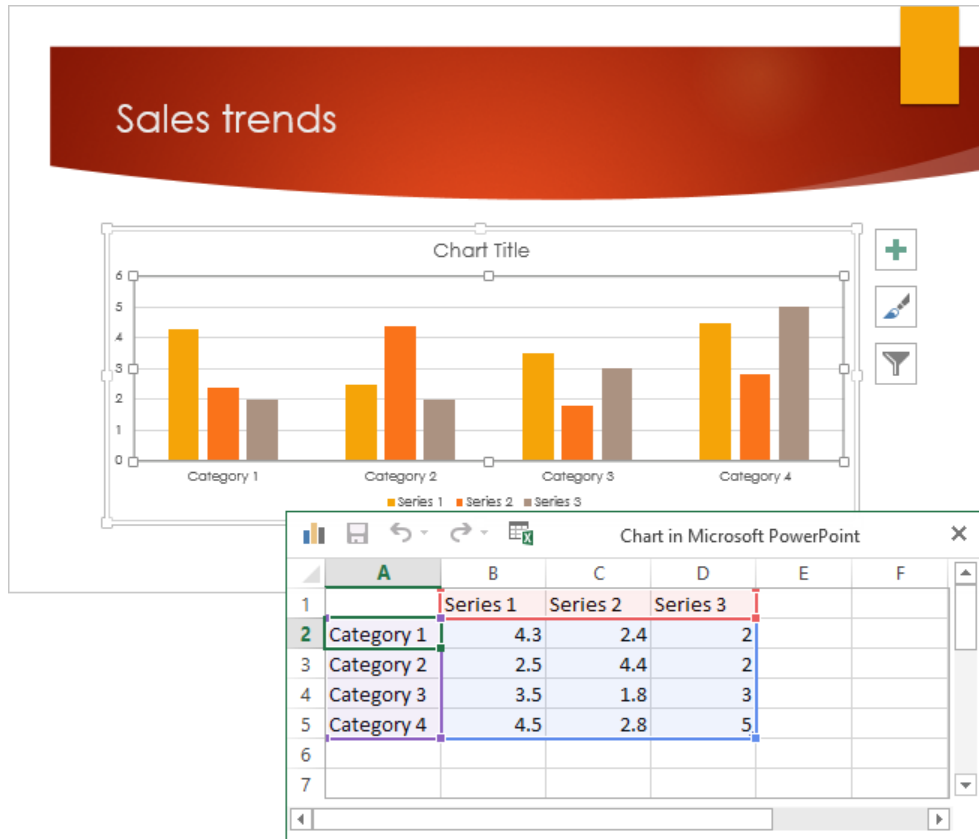 Sales trends
Chart Title
6
5
4
3
2
1
0
Category 1 Category 2 Category 3 Category 4
Series 1 Series 2 Series 3
Chart in Microsoft PowerPoint
A B C D E F
1 Series 1 Series 2 Series 3
2 Category 1 4.3 2.4 2
3 Category 2 2.5 4.4 2
4 Category 3 3.5 1.8 3
5 Category 4 4.5 2.8 5
6
7